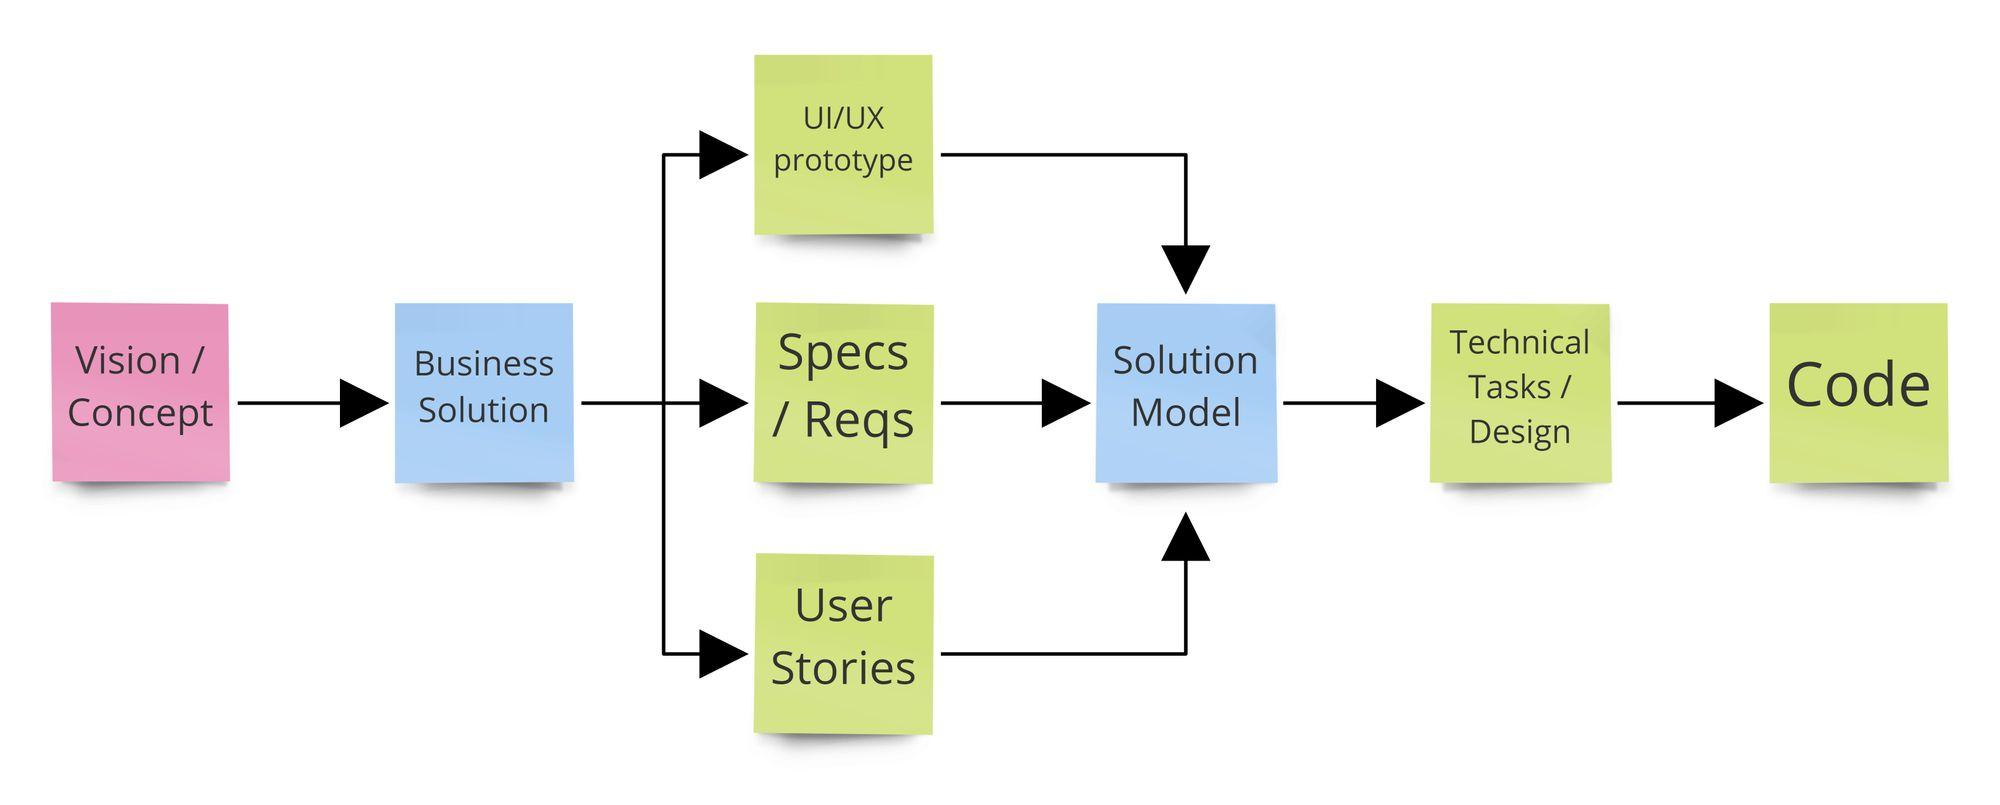 Vision /
Concept
Business
Solution
UI/UX
prototype
Specs
/ Reqs
User
Stories
Solution
Model
Technical
Tasks /
Design
Code